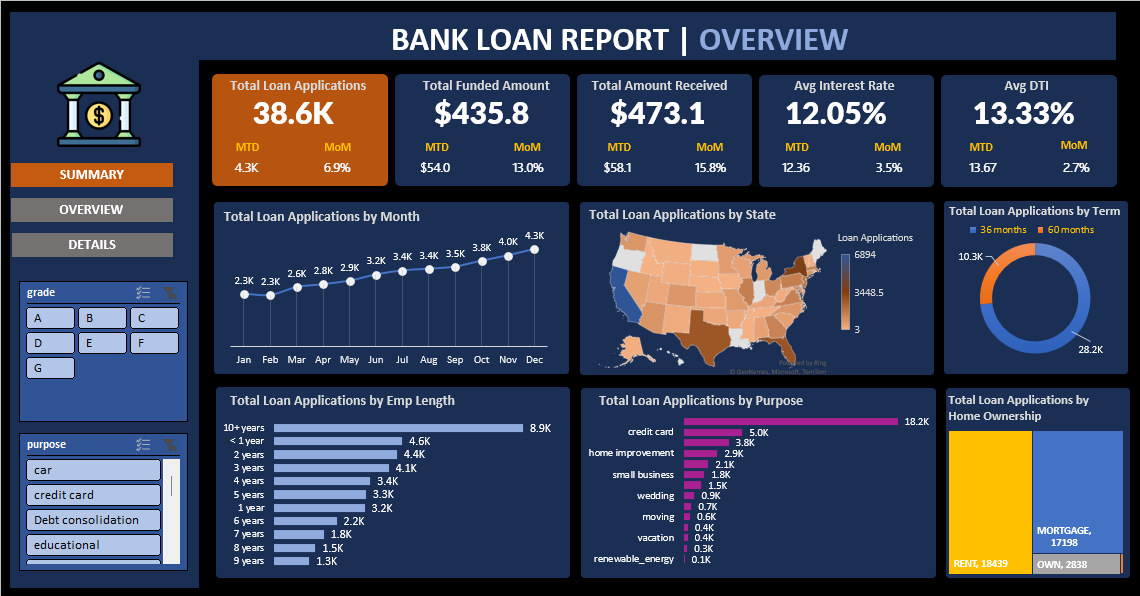 BANK LOAN REPORT | OVERVIEW
SUMMARY
OVERVIEW
DETAILS
grade
A
B
C
D
E
F
G
purpose
car
credit card
Debt consolidation
educational
Total Loan Applications
38.6K
MTD MoM
4.3K 6.9%
Total Funded Amount
$435.8
MTD MoM
$54.0 13.0%
Total Amount Received
$473.1
MTD MoM
$58.1 15.8%
Avg Interest Rate
12.05%
MTD MoM
12.36 3.5%
Avg DTI
13.33%
MTD MoM
13.67 2.7%
Total Loan Applications by Month
2.3K 2.3K 2.6K 2.8K 2.9K 3.2K 3.4K 3.4K 3.5K 3.8K 4.0K 4.3K
Jan Feb Mar Apr May Jun Jul Aug Sep Oct Nov Dec
Total Loan Applications by State
Loan Applications
6894
3448.5
3
Powered by Bing
© GeoNames, Microsoft, TomTom
Total Loan Applications by Term
36 months 60 months
10.3K
28.2K
Total Loan Applications by Emp Length
10+ years 8.9K
< 1 year 4.6K
2 years 4.4K
3 years 4.1K
4 years 3.4K
5 years 3.3K
1 year 3.2K
6 years 2.2K
7 years 1.8K
8 years 1.5K
9 years 1.3K
Total Loan Applications by Purpose
18.2K
credit card 5.0K
3.8K
home improvement 2.9K
2.1K
small business 1.8K
1.5K
wedding 0.9K
0.7K
moving 0.6K
0.4K
vacation 0.4K
0.3K
renewable_energy 0.1K
Total Loan Applications by
Home Ownership
RENT, 18439
MORTGAGE,
17198
OWN, 2838